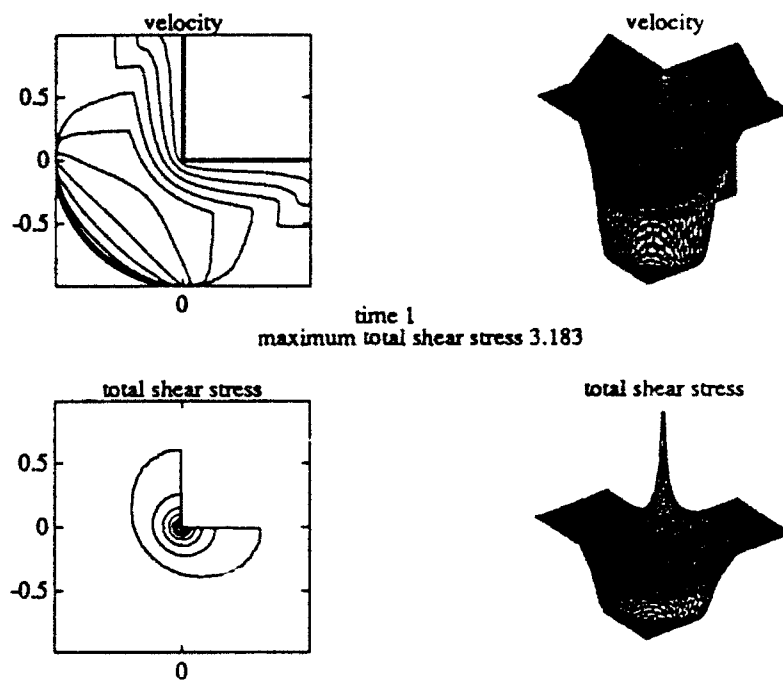 velocity
velocity
0.5
0
-0.5
0
time 1
maximum total shear stress 3.183
total shear stress
total shear stress
0.5
0
-0.5
0